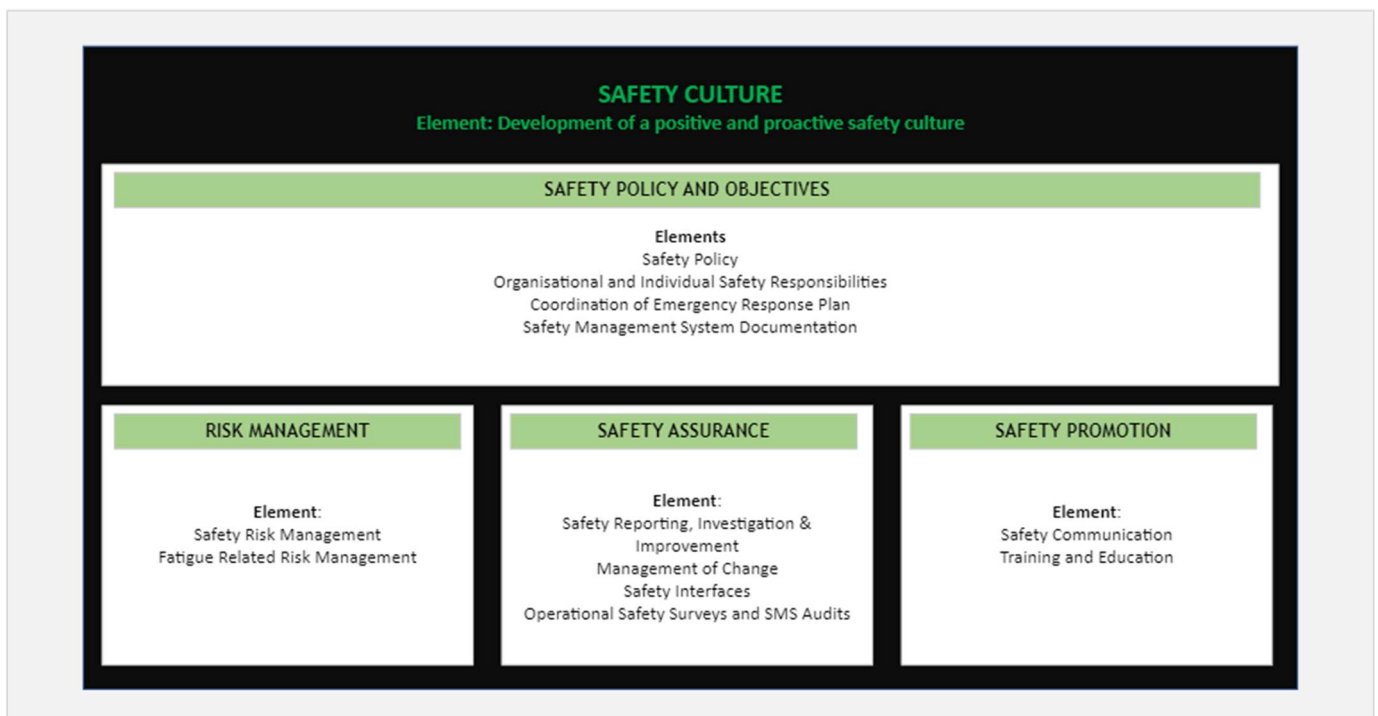 SAFETY CULTURE
Element: Development of a positive and proactive safety culture
SAFETY POLICY AND OBJECTIVES
Elements
Safety Policy
Organisational and Individual Safety Responsibilities
Coordination of Emergency Response Plan
Safety Management System Documentation
RISK MANAGEMENT
Element:
Safety Risk Management
Fatigue Related Risk Management
SAFETY ASSURANCE
Element:
Safety Reporting, Investigation &
Improvement
Management of Change
Safety Interfaces
Operational Safety Surveys and SMS Audits
SAFETY PROMOTION
Element:
Safety Communication
Training and Education